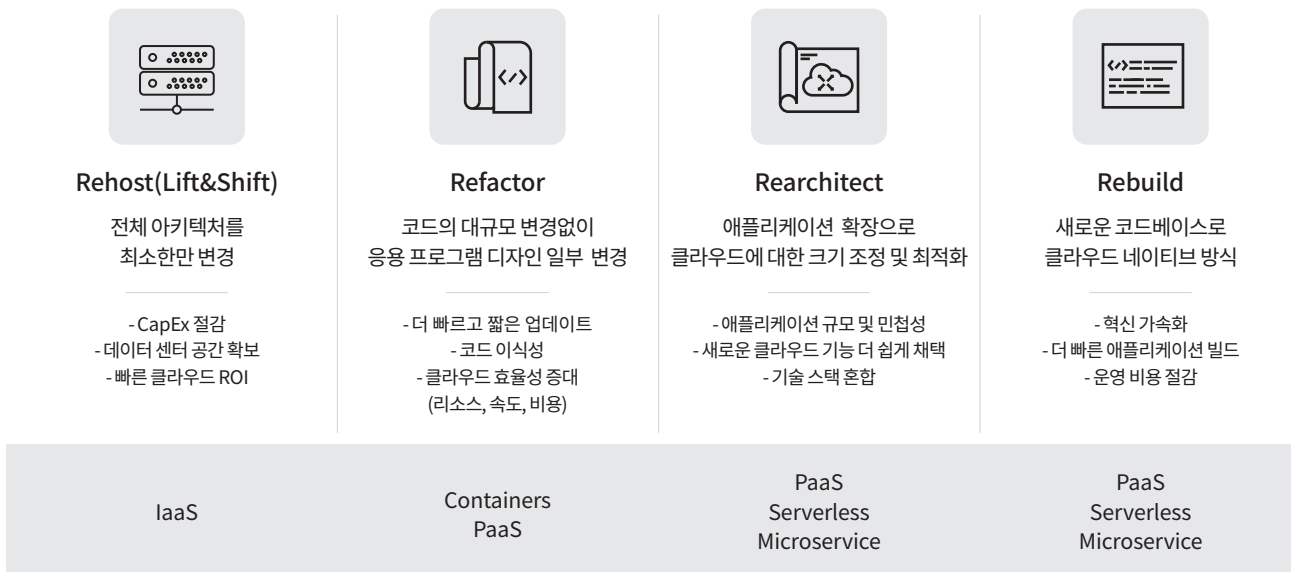 Rehost(Lift&Shift)
전체 아키텍처를
최소한만 변경
- CapEx 절감
- 데이터 센터 공간 확보
- 빠른 클라우드 ROI
IaaS
Refactor
코드의 대규모 변경없이
응용 프로그램 디자인 일부 변경
- 더 빠르고 짧은 업데이트
- 코드 이식성
- 클라우드 효율성 증대
(리소스, 속도, 비용)
Containers
PaaS
Rearchitect
애플리케이션 확장으로
클라우드에 대한 크기 조정 및 최적화
- 애플리케이션 규모 및 민첩성
- 새로운 클라우드 기능 더 쉽게 채택
- 기술 스택 혼합
PaaS
Serverless
Microservice
Rebuild
새로운 코드베이스로
클라우드 네이티브 방식
- 혁신 가속화
- 더 빠른 애플리케이션 빌드
- 운영 비용 절감
PaaS
Serverless
Microservice